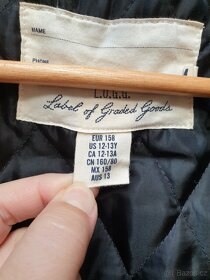 NAME
PHONE
L.O.G.G.
Label of Graded Goods
EUR 158
US 12-13Y
CA 12-13A
CN 160/80
MX 158
AUS 13